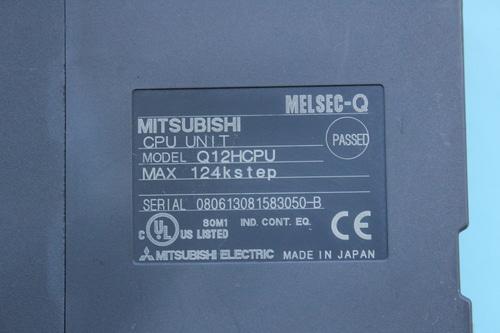 MELSEC-Q
MITSUBISHI
CPU UNIT
PASSED
MODEL Q12HCPU
MAX 124kstep
SERIAL 080613081583050-B
80M1 IND. CONT. EQ.
C UL US LISTED
CE
MITSUBISHI ELECTRIC MADE IN JAPAN